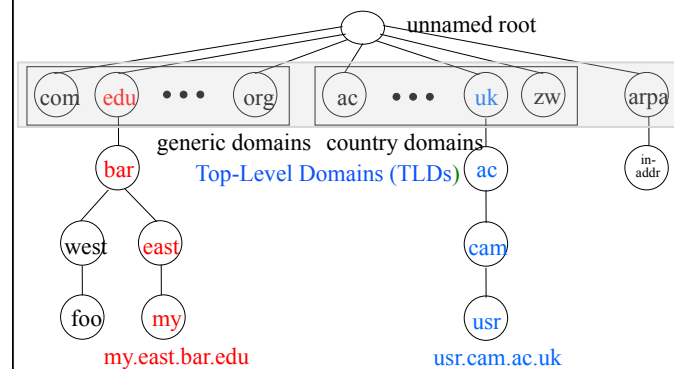 unnamed root
com edu • • • org ac • • • uk zw arpa
generic domains country domains
bar Top-Level Domains (TLDs) ac in-
addr
west east cam
foo my usr
my.east.bar.edu usr.cam.ac.uk